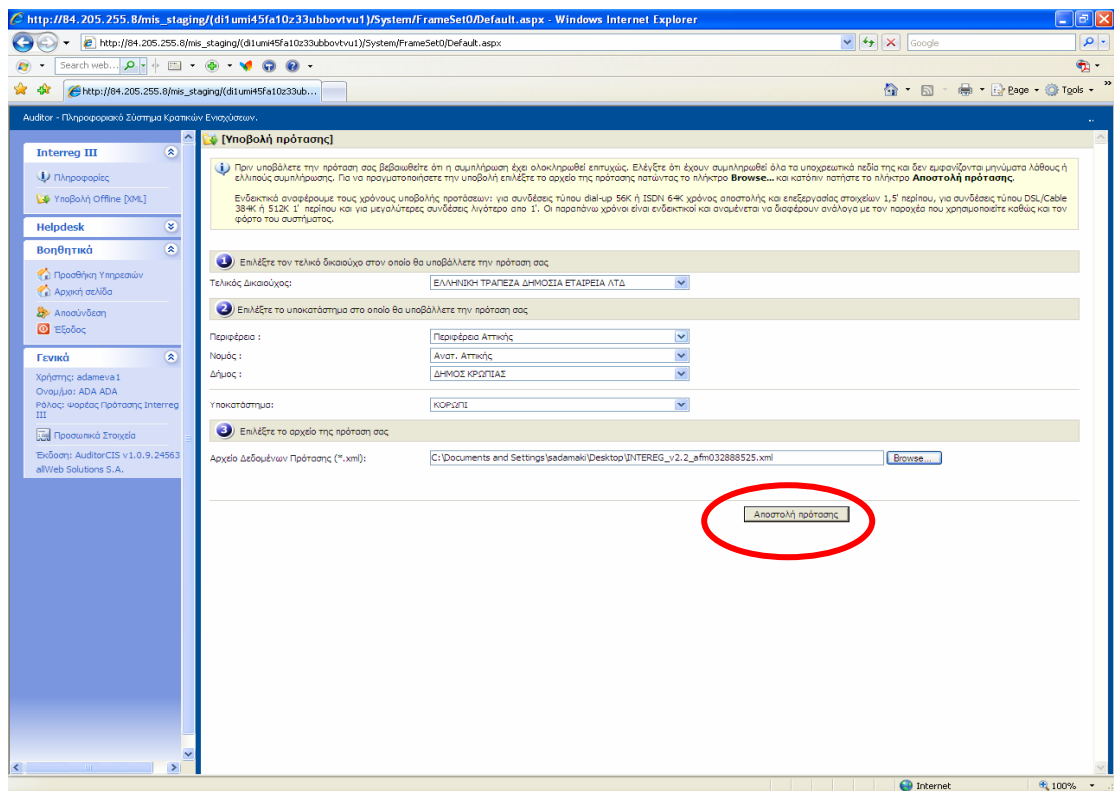 http://84.205.255.8/mis_staging/(di1umi45fa10z33ubbovtvu1)/System/FrameSet0/Default.aspx - Windows Internet Explorer
http://84.205.255.8/mis_staging/(di1umi45fa10z33ubbovtvu1)/System/FrameSet0/Default.aspx
Google
Search web...
http://84.205.255.8/mis_staging/(di1umi45fa10z33ub...
Page
Tools
Auditor - Πληροφοριακό Σύστημα Κρατικών Ενισχύσεων.
..
Interreg III
Πληροφορίες
Υποβολή Offline [XML]
Helpdesk
Βοηθητικά
Προσθήκη Υπηρεσιών
Αρχική σελίδα
Αποσύνδεση
Έξοδος
Γενικά
Χρήστης: adameva1
Ονομ/μο: ADA ADA
Ρόλος: Φορέας Πρότασης Interreg III
Προσωπικά Στοιχεία
Έκδοση: AuditorCIS v1.0.9.24563
allWeb Solutions S.A.
[Υποβολή πρότασης]
Πριν υποβάλετε την πρόταση σας βεβαιωθείτε ότι η συμπλήρωση έχει ολοκληρωθεί επιτυχώς. Ελέγξτε ότι έχουν συμπληρωθεί όλα τα υποχρεωτικά πεδία της και δεν εμφανίζονται μηνύματα λάθους ή
ελλιπούς συμπλήρωσης. Για να πραγματοποιήσετε την υποβολή επιλέξτε το αρχείο της πρότασης πατώντας το πλήκτρο Browse... και κατόπιν πατήστε το πλήκτρο Αποστολή πρότασης.
Ενδεικτικά αναφέρουμε τους χρόνους υποβολής προτάσεων: για συνδέσεις τύπου dial-up 56K ή ISDN 64K χρόνος αποστολής και επεξεργασίας στοιχείων 1,5' περίπου, για συνδέσεις τύπου DSL/Cable
384K ή 512K 1' περίπου και για μεγαλύτερες συνδέσεις λιγότερο απο 1'. Οι παραπάνω χρόνοι είναι ενδεικτικοί και αναμένεται να διαφέρουν ανάλογα με τον παροχέα που χρησιμοποιείτε καθώς και τον
φόρτο του συστήματος.
1 Επιλέξτε τον τελικό δικαιούχο στον οποίο θα υποβάλλετε την πρόταση σας
Τελικός Δικαιούχος: ΕΛΛΗΝΙΚΗ ΤΡΑΠΕΖΑ ΔΗΜΟΣΙΑ ΕΤΑΙΡΕΙΑ ΛΤΔ
2 Επιλέξτε το υποκατάστημα στο οποίο θα υποβάλλετε την πρόταση σας
Περιφέρεια : Περιφέρεια Αττικής
Νομός : Ανατ. Αττικής
Δήμος : ΔΗΜΟΣ ΚΡΩΠΙΑΣ
Υποκατάστημα: ΚΟΡΩΠΙ
3 Επιλέξτε το αρχείο της πρόταση σας
Αρχείο Δεδομένων Πρότασης (*.xml): C:\Documents and Settings\sadamaki\Desktop\INTEREG_v2.2_afm032888525.xml Browse...
Αποστολή πρότασης
Internet
100%